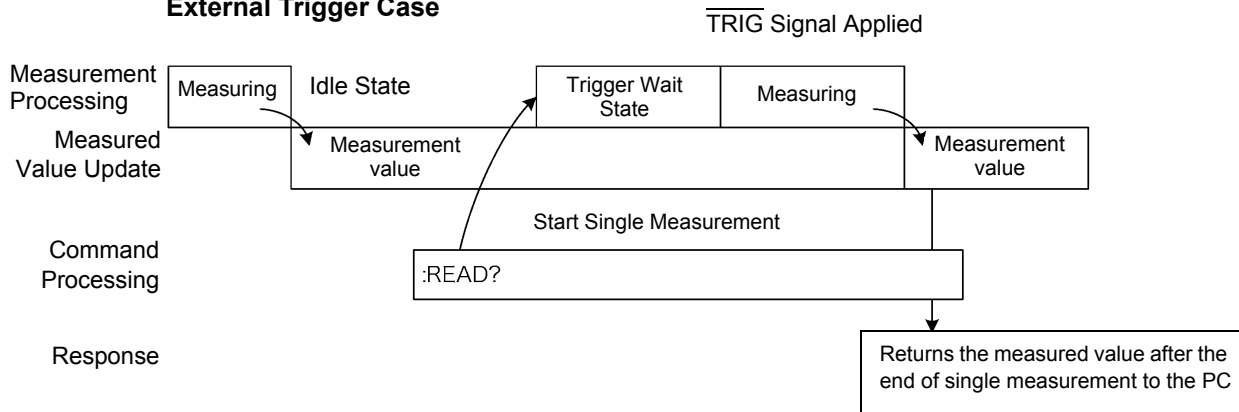 External Trigger Case
TRIG Signal Applied
Measurement
Processing
Measuring
Idle State
Trigger Wait
State
Measuring
Measured
Value Update
Measurement
value
Measurement
value
Start Single Measurement
Command
Processing
:READ?
Response
Returns the measured value after the
end of single measurement to the PC